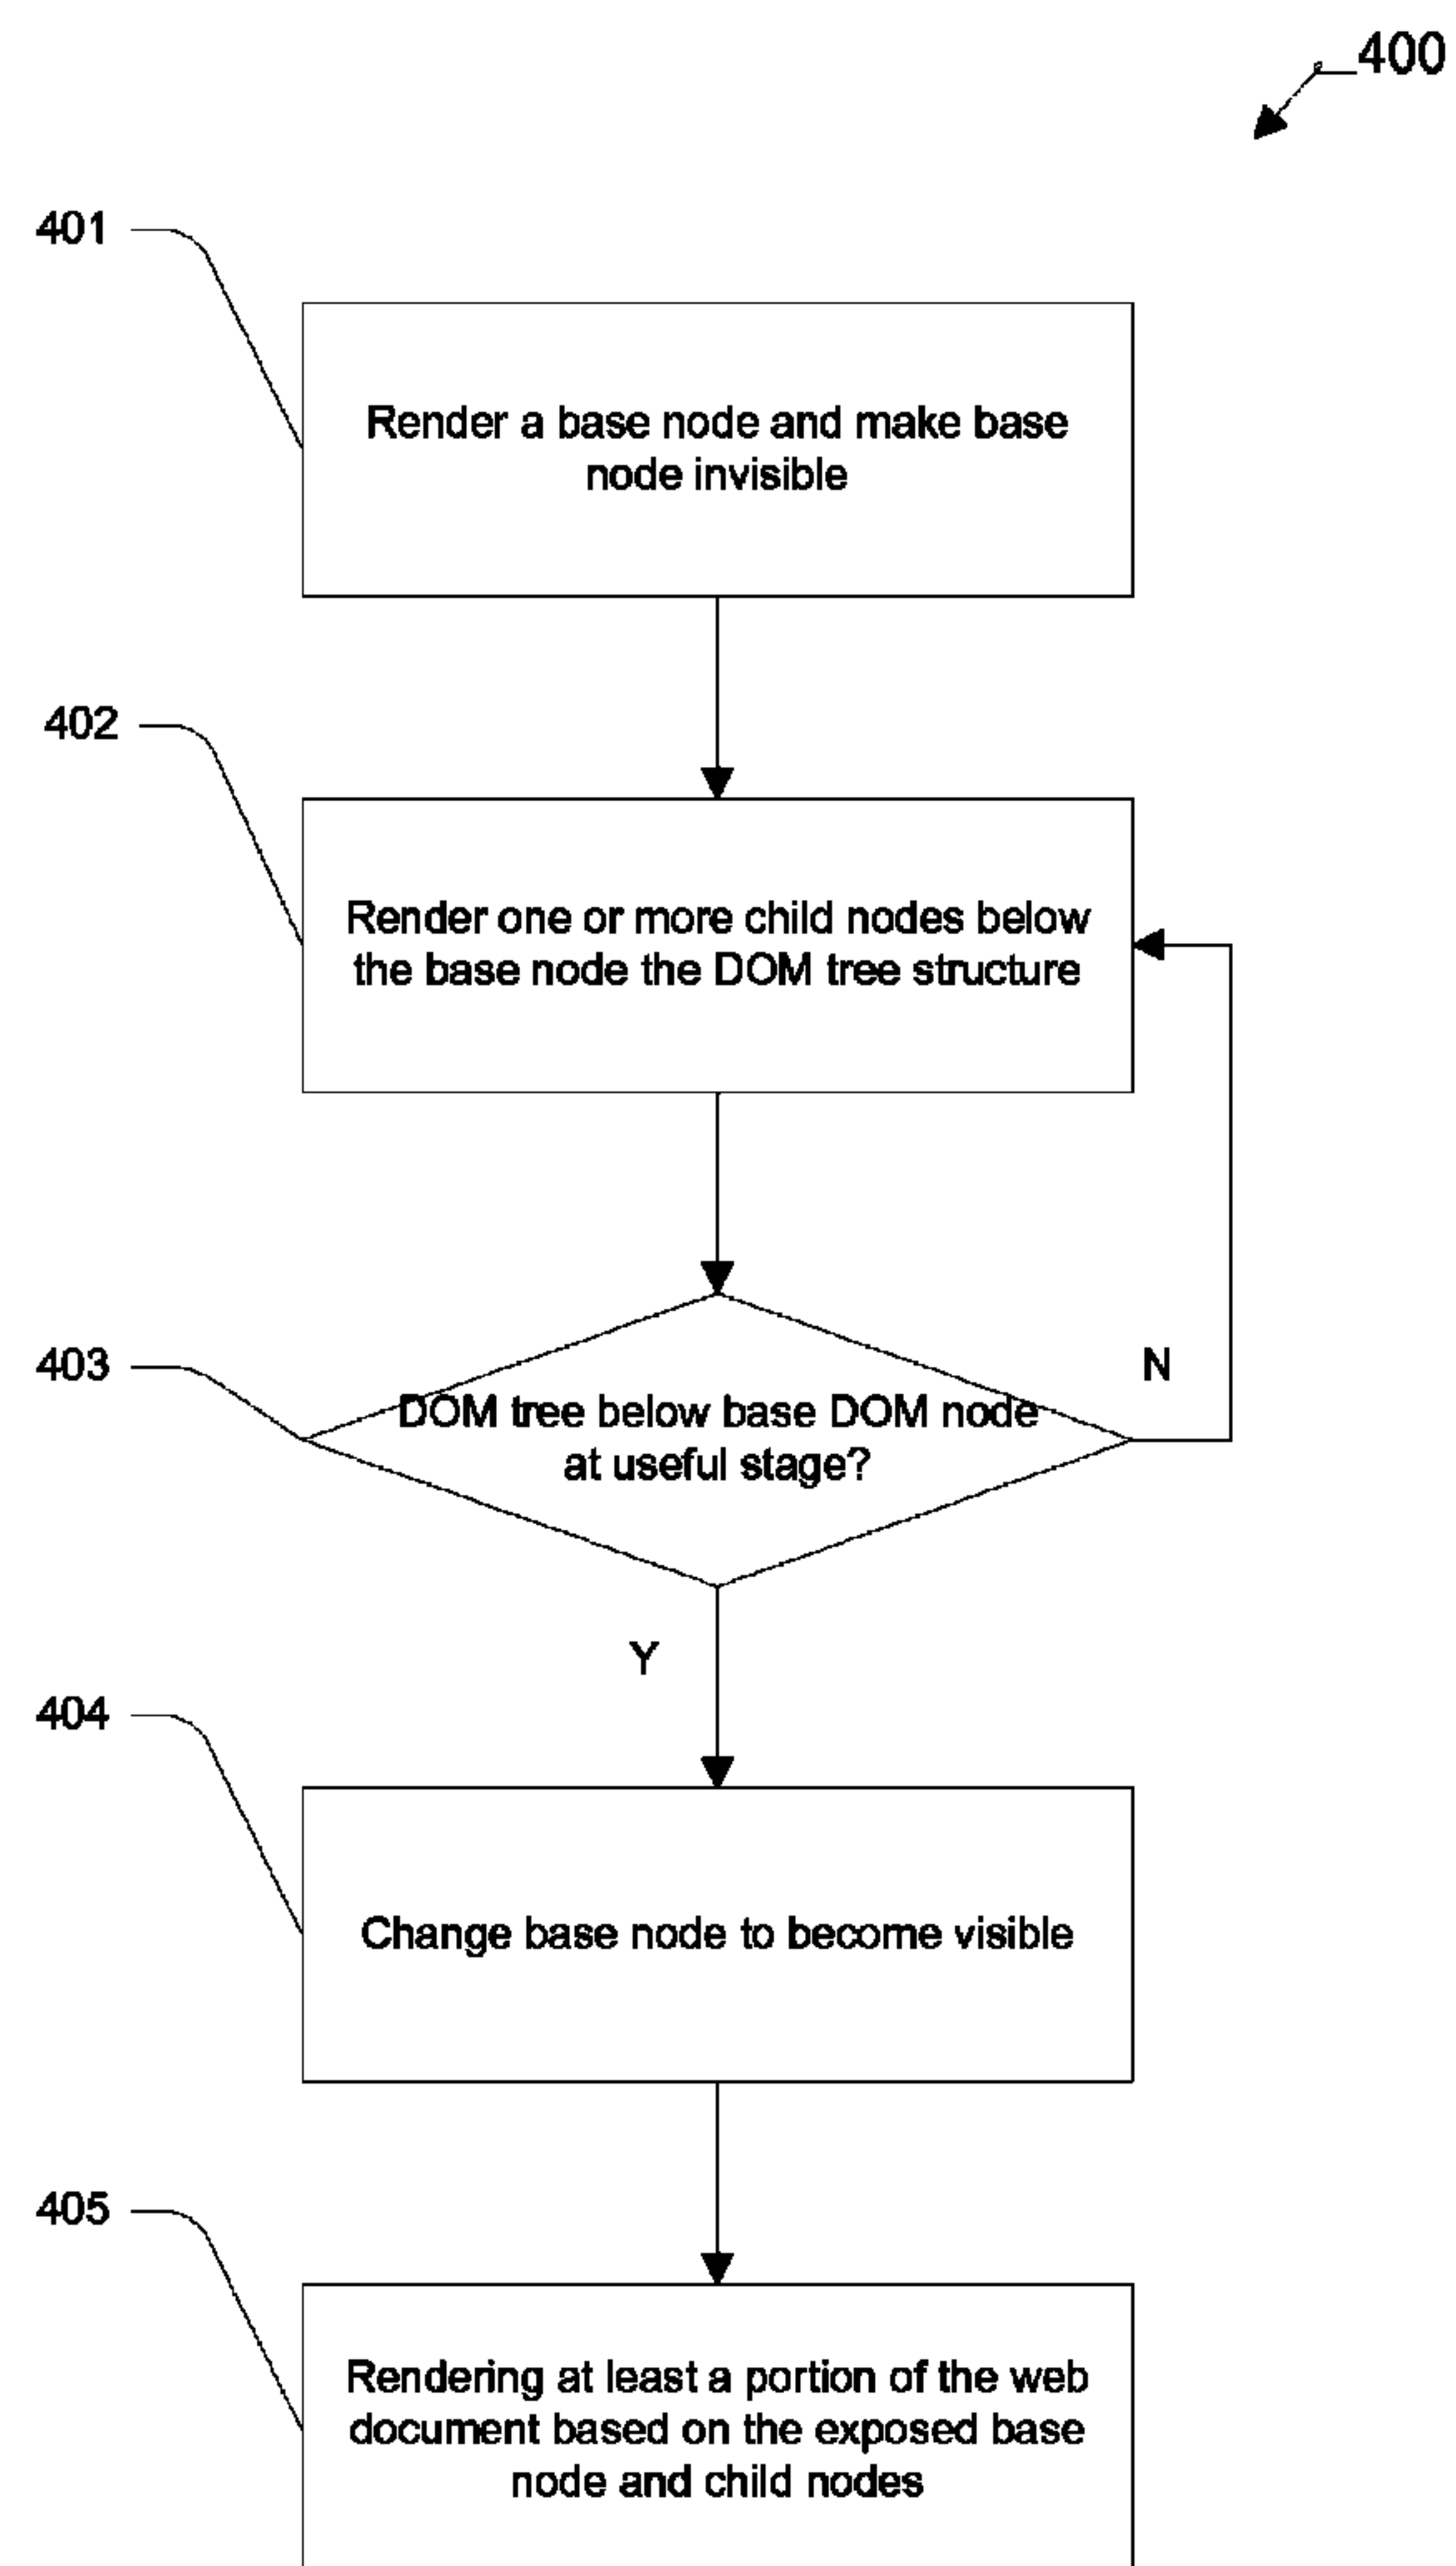 400
401
Render a base node and make base
node invisible
402
Render one or more child nodes below
the base node the DOM tree structure
403
DOM tree below base DOM node
at useful stage?
N
Y
404
Change base node to become visible
405
Rendering at least a portion of the web
document based on the exposed base
node and child nodes